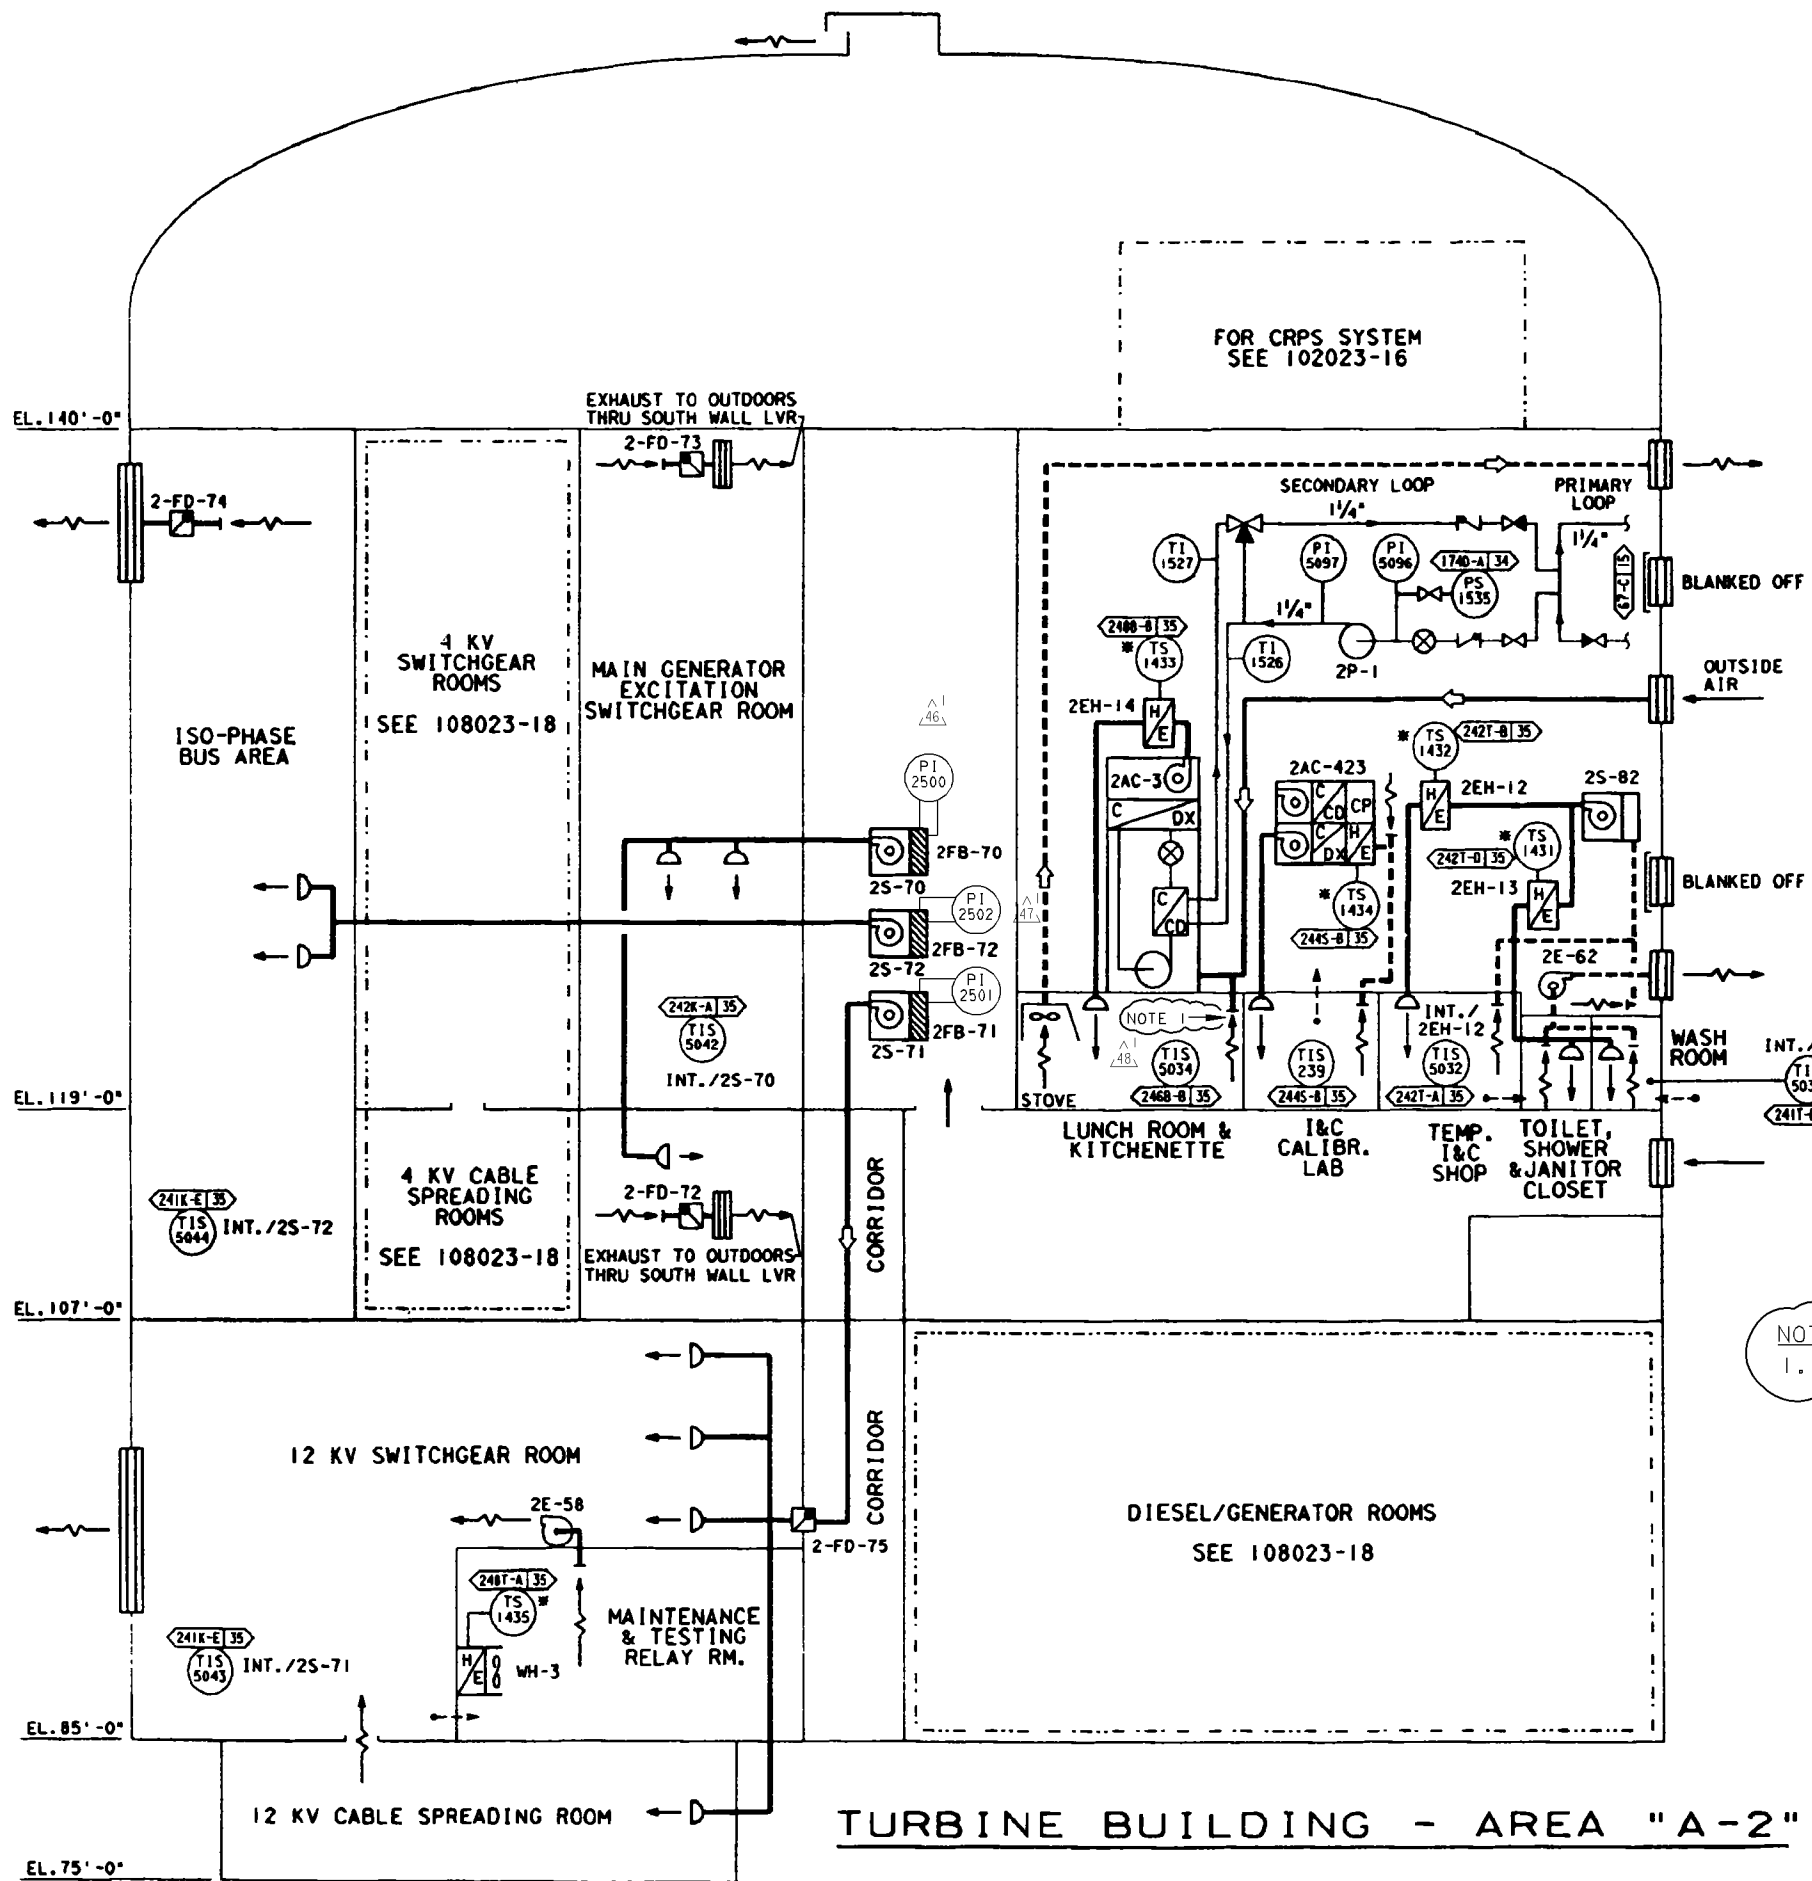 FOR CRPS SYSTEM
SEE 102023-16
EXHAUST TO OUTDOORS
THRU SOUTH WALL LVR
EL.140'-0"
2-FD-73
2-FD-74
SECONDARY LOOP
1¼"
PRIMARY
LOOP
1¼"
TI
1527
PI
5097
PI
5096
174D-A 34
PS
1535
67-C 15
BLANKED OFF
1¼"
2P-1
TI
1526
TS
1433
*
35
4 KV
SWITCHGEAR
ROOMS
SEE 108023-18
MAIN GENERATOR
EXCITATION
SWITCHGEAR ROOM
ISO-PHASE
BUS AREA
46
PI
2500
OUTSIDE
AIR
2EH-14
H
E
2AC-3
C
DX
C
CD
2AC-423
C
CD
CP
C
DX
H
E
*
TS
1434
244S-B 35
*
TS
1432
242T-B 35
H
E
2EH-12
2S-82
*
TS
1431
242T-D 35
2EH-13
H
E
BLANKED OFF
2E-62
2FB-70
2S-70
PI
2502
47
2FB-72
2S-72
PI
2501
2FB-71
2S-71
242K-A 35
TIS
5042
INT./2S-70
NOTE 1
48
TIS
5034
246B-B 35
TIS
239
244S-B 35
INT./
2EH-12
TIS
5032
242T-A 35
WASH
ROOM
INT./
EL.119'-0"
STOVE
LUNCH ROOM &
KITCHENETTE
I&C
CALIBR.
LAB
TEMP.
I&C
SHOP
TOILET,
SHOWER
& JANITOR
CLOSET
4 KV CABLE
SPREADING
ROOMS
SEE 108023-18
2-FD-72
EXHAUST TO OUTDOORS
THRU SOUTH WALL LVR
CORRIDOR
241K-E 35
TIS
5044
INT./2S-72
EL.107'-0"
1.
12 KV SWITCHGEAR ROOM
CORRIDOR
2E-58
2-FD-75
DIESEL/GENERATOR ROOMS
SEE 108023-18
248T-A 35
TS
1435
*
MAINTENANCE
& TESTING
RELAY RM.
H
E
WH-3
241K-E 35
TIS
5043
INT./2S-71
EL.85'-0"
12 KV CABLE SPREADING ROOM
TURBINE BUILDING - AREA "A-2"
EL.75'-0"